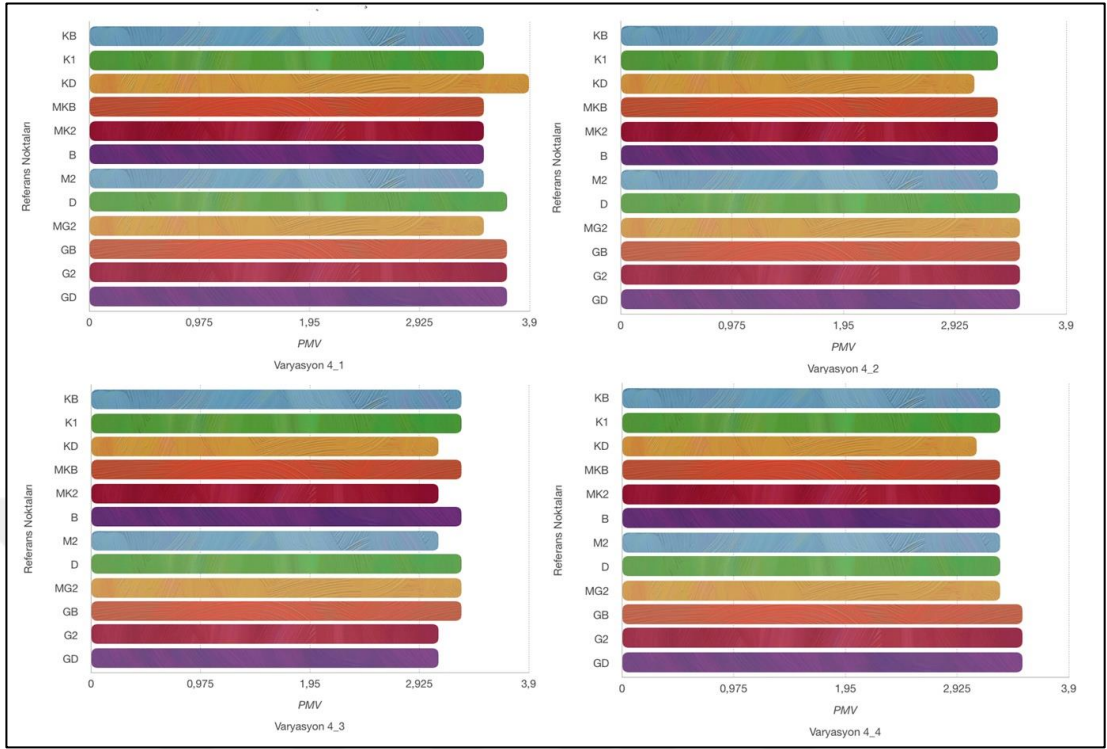 Referans Noktaları
KB
K1
KD
MKB
MK2
B
M2
D
MG2
GB
G2
GD
0 0,975 1,95 2,925 3,9
PMV
Varyasyon 4_1
Referans Noktaları
KB
K1
KD
MKB
MK2
B
M2
D
MG2
GB
G2
GD
0 0,975 1,95 2,925 3,9
PMV
Varyasyon 4_2
Referans Noktaları
KB
K1
KD
MKB
MK2
B
M2
D
MG2
GB
G2
GD
0 0,975 1,95 2,925 3,9
PMV
Varyasyon 4_3
Referans Noktaları
KB
K1
KD
MKB
MK2
B
M2
D
MG2
GB
G2
GD
0 0,975 1,95 2,925 3,9
PMV
Varyasyon 4_4